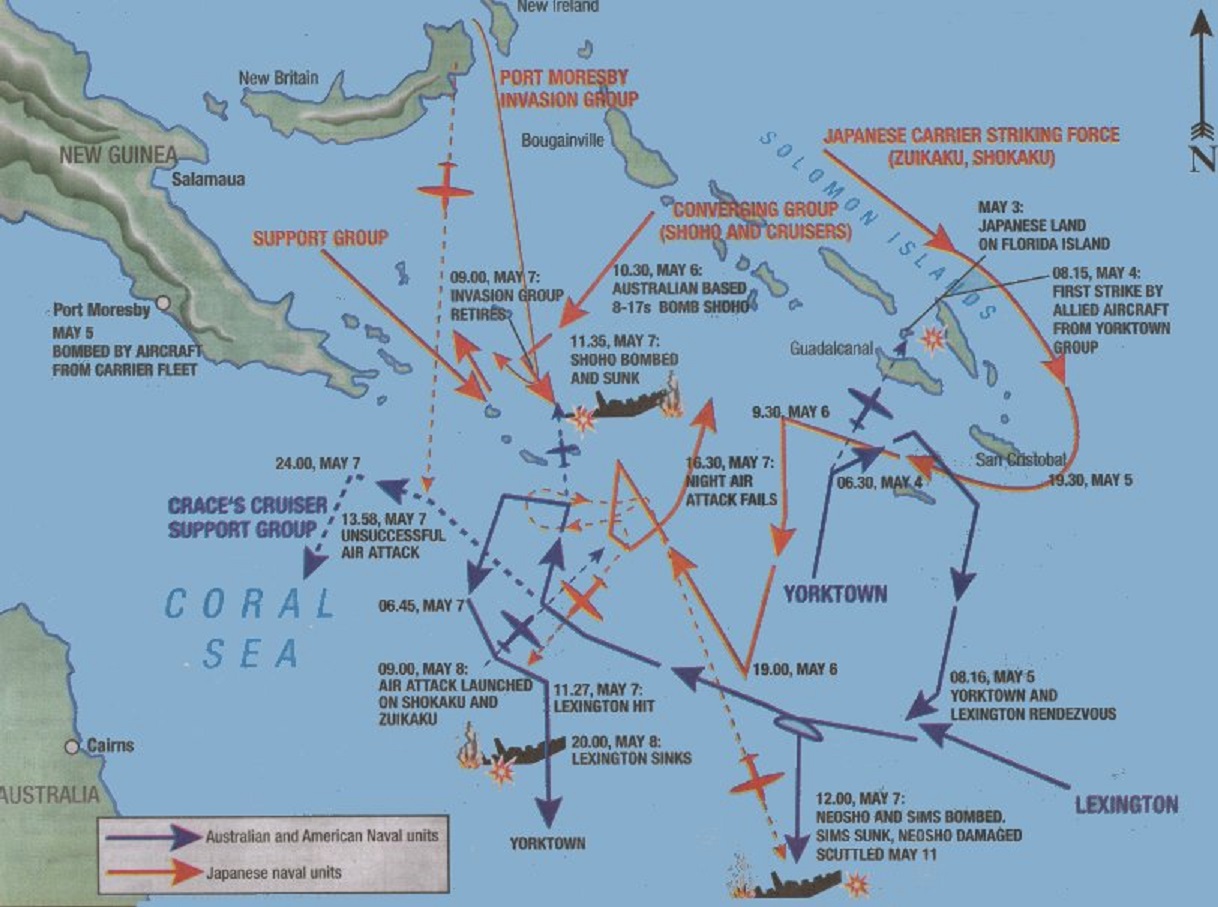 New Ireland
New Britain
PORT MORESBY
INVASION GROUP
Bougainville
SOLOMON ISLANDS
JAPANESE CARRIER STRIKING FORCE
(ZUIKAKU, SHOKAKU)
N
NEW GUINEA
Salamaua
MAY 3:
JAPANESE LAND
ON FLORIDA ISLAND
CONVERGING GROUP
(SHOHO AND CRUISERS)
SUPPORT GROUP
09.00, MAY 7:
INVASION GROUP
RETIRES
10.30, MAY 6:
AUSTRALIAN BASED
8-17s BOMB SHOHO
08.15, MAY 4:
FIRST STRIKE BY
ALLIED AIRCRAFT
FROM YORKTOWN
GROUP
Port Moresby
MAY 5
BOMBED BY AIRCRAFT
FROM CARRIER FLEET
11.35, MAY 7:
SHOHO BOMBED
AND SUNK
Guadalcanal
9.30, MAY 6
24.00, MAY 7
16.30, MAY 7:
NIGHT AIR
ATTACK FAILS
San Cristobal
06.30, MAY 4
19.30, MAY 5
CRACE'S CRUISER
SUPPORT GROUP
13.58, MAY 7
UNSUCCESSFUL
AIR ATTACK
CORAL
SEA
06.45, MAY 7
YORKTOWN
09.00, MAY 8:
AIR ATTACK LAUNCHED
ON SHOKAKU AND
ZUIKAKU
11.27, MAY 7:
LEXINGTON HIT
19.00, MAY 6
08.16, MAY 5
YORKTOWN AND
LEXINGTON RENDEZVOUS
Cairns
20.00, MAY 8:
LEXINGTON SINKS
AUSTRALIA
LEXINGTON
12.00, MAY 7:
NEOSHO AND SIMS BOMBED.
SIMS SUNK, NEOSHO DAMAGED
SCUTTLED MAY 11
YORKTOWN
Australian and American Naval units
Japanese naval units